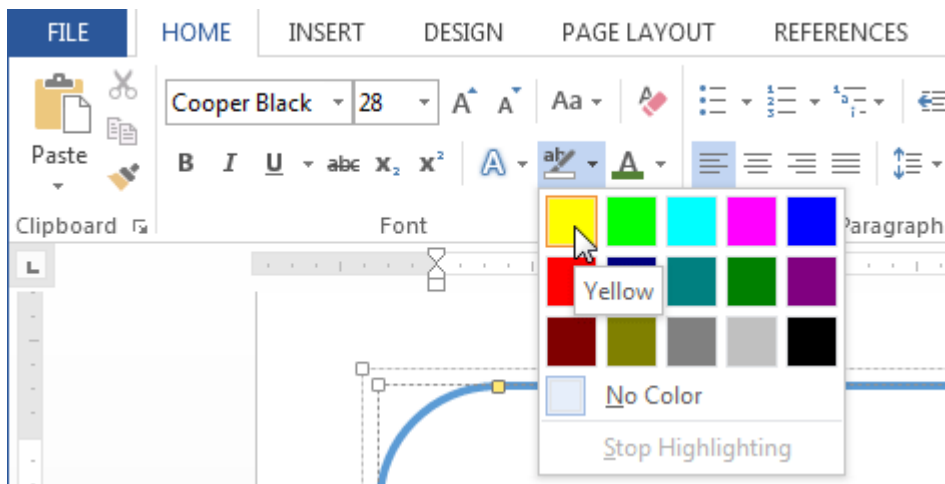 FILE HOME INSERT DESIGN PAGE LAYOUT REFERENCES
Cooper Black 28 A A Aa
Paste
B I U abc X₂ X² A ab A
Clipboard Font Paragraph
L
Yellow
No Color
Stop Highlighting